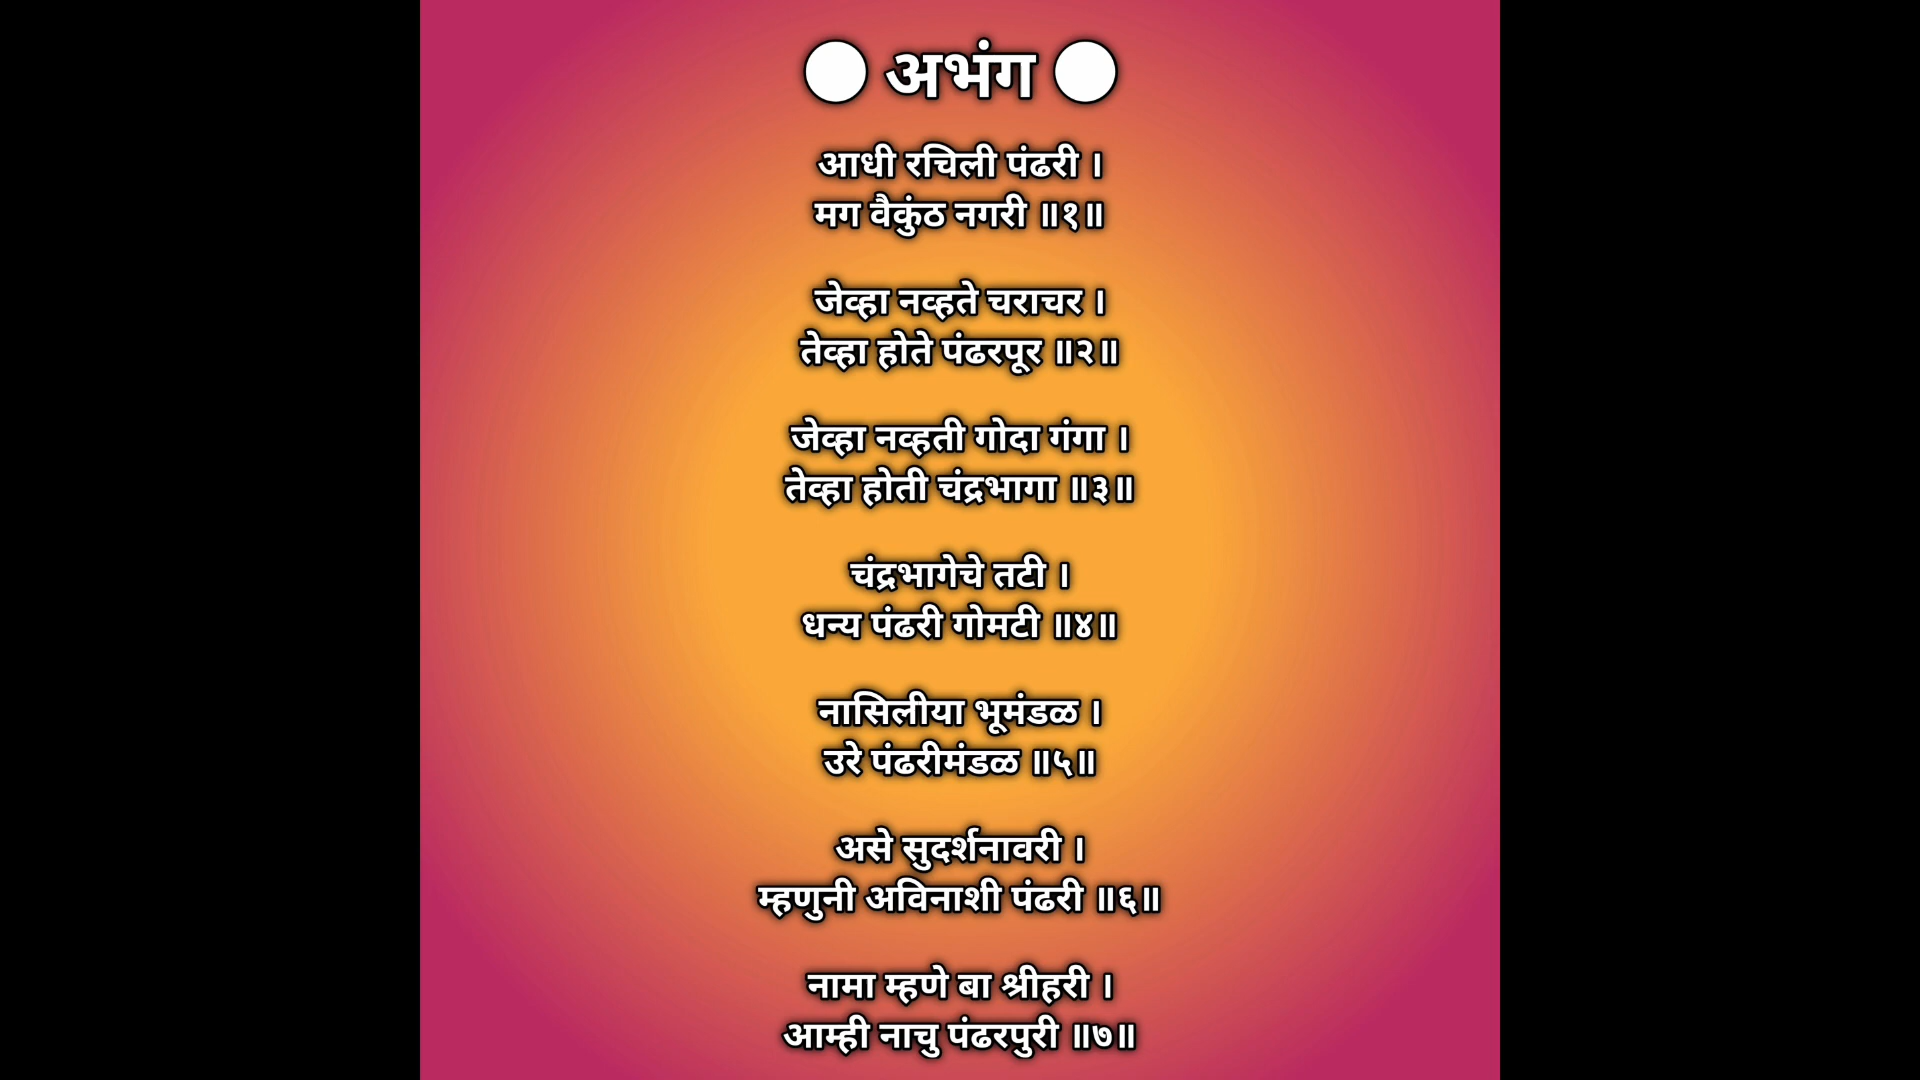 अभंग
आधी रचिली पंढरी ।
मग वैकुंठ नगरी ॥१॥
जेव्हा नव्हते चराचर ।
तेव्हा होते पंढरपूर ॥२॥
जेव्हा नव्हती गोदा गंगा ।
तेव्हा होती चंद्रभागा ॥३॥
चंद्रभागेचे तटी ।
धन्य पंढरी गोमटी ॥४॥
नासिलीया भूमंडळ ।
उरे पंढरीमंडळ ॥५॥
असे सुदर्शनावरी ।
म्हणुनी अविनाशी पंढरी ॥६॥
नामा म्हणे बा श्रीहरी ।
आम्ही नाचु पंढरपुरी ॥७॥